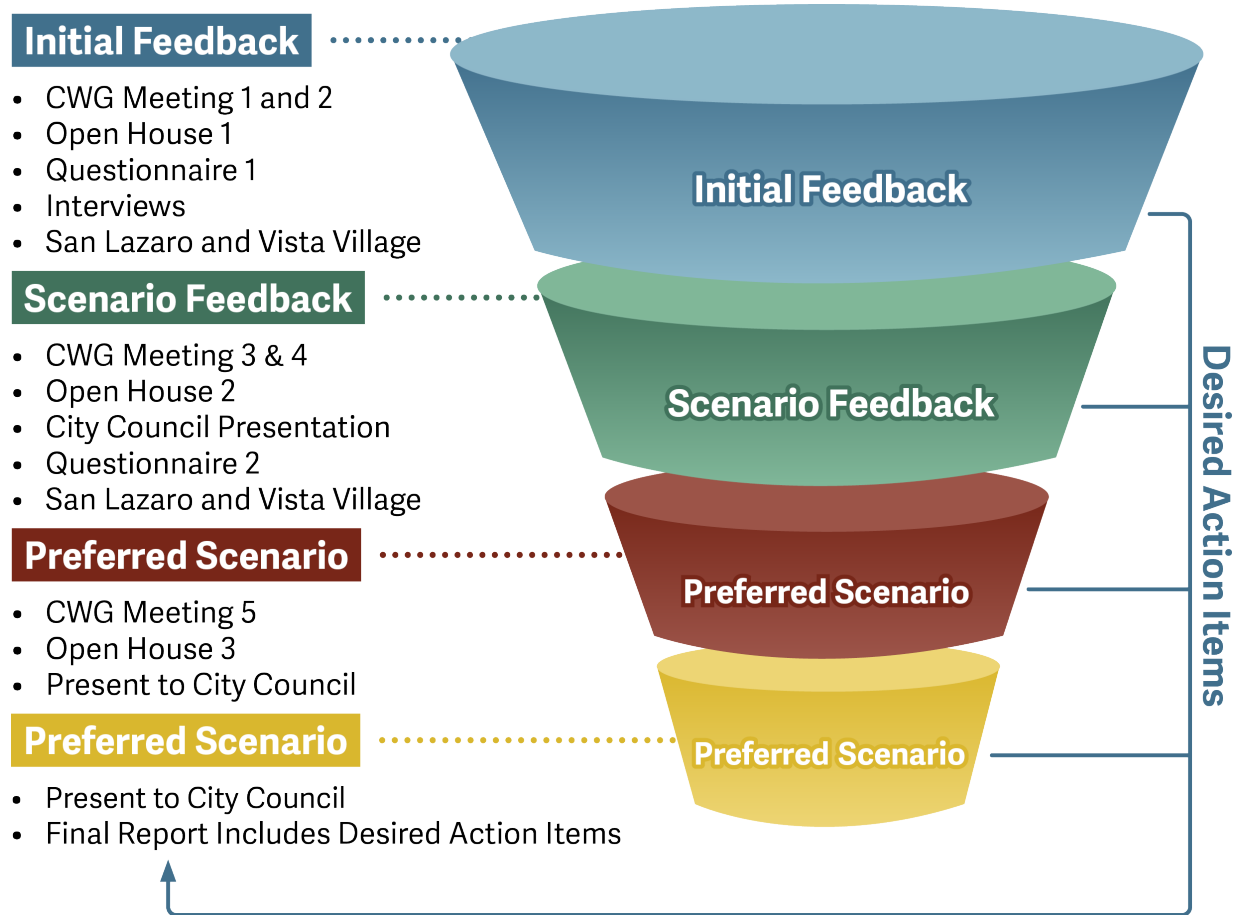 Initial Feedback
• CWG Meeting 1 and 2
• Open House 1
• Questionnaire 1
• Interviews
• San Lazaro and Vista Village
Scenario Feedback
• CWG Meeting 3 & 4
• Open House 2
• City Council Presentation
• Questionnaire 2
• San Lazaro and Vista Village
Preferred Scenario
• CWG Meeting 5
• Open House 3
• Present to City Council
Preferred Scenario
• Present to City Council
• Final Report Includes Desired Action Items
Initial Feedback
Scenario Feedback
Preferred Scenario
Preferred Scenario
Desired Action Items